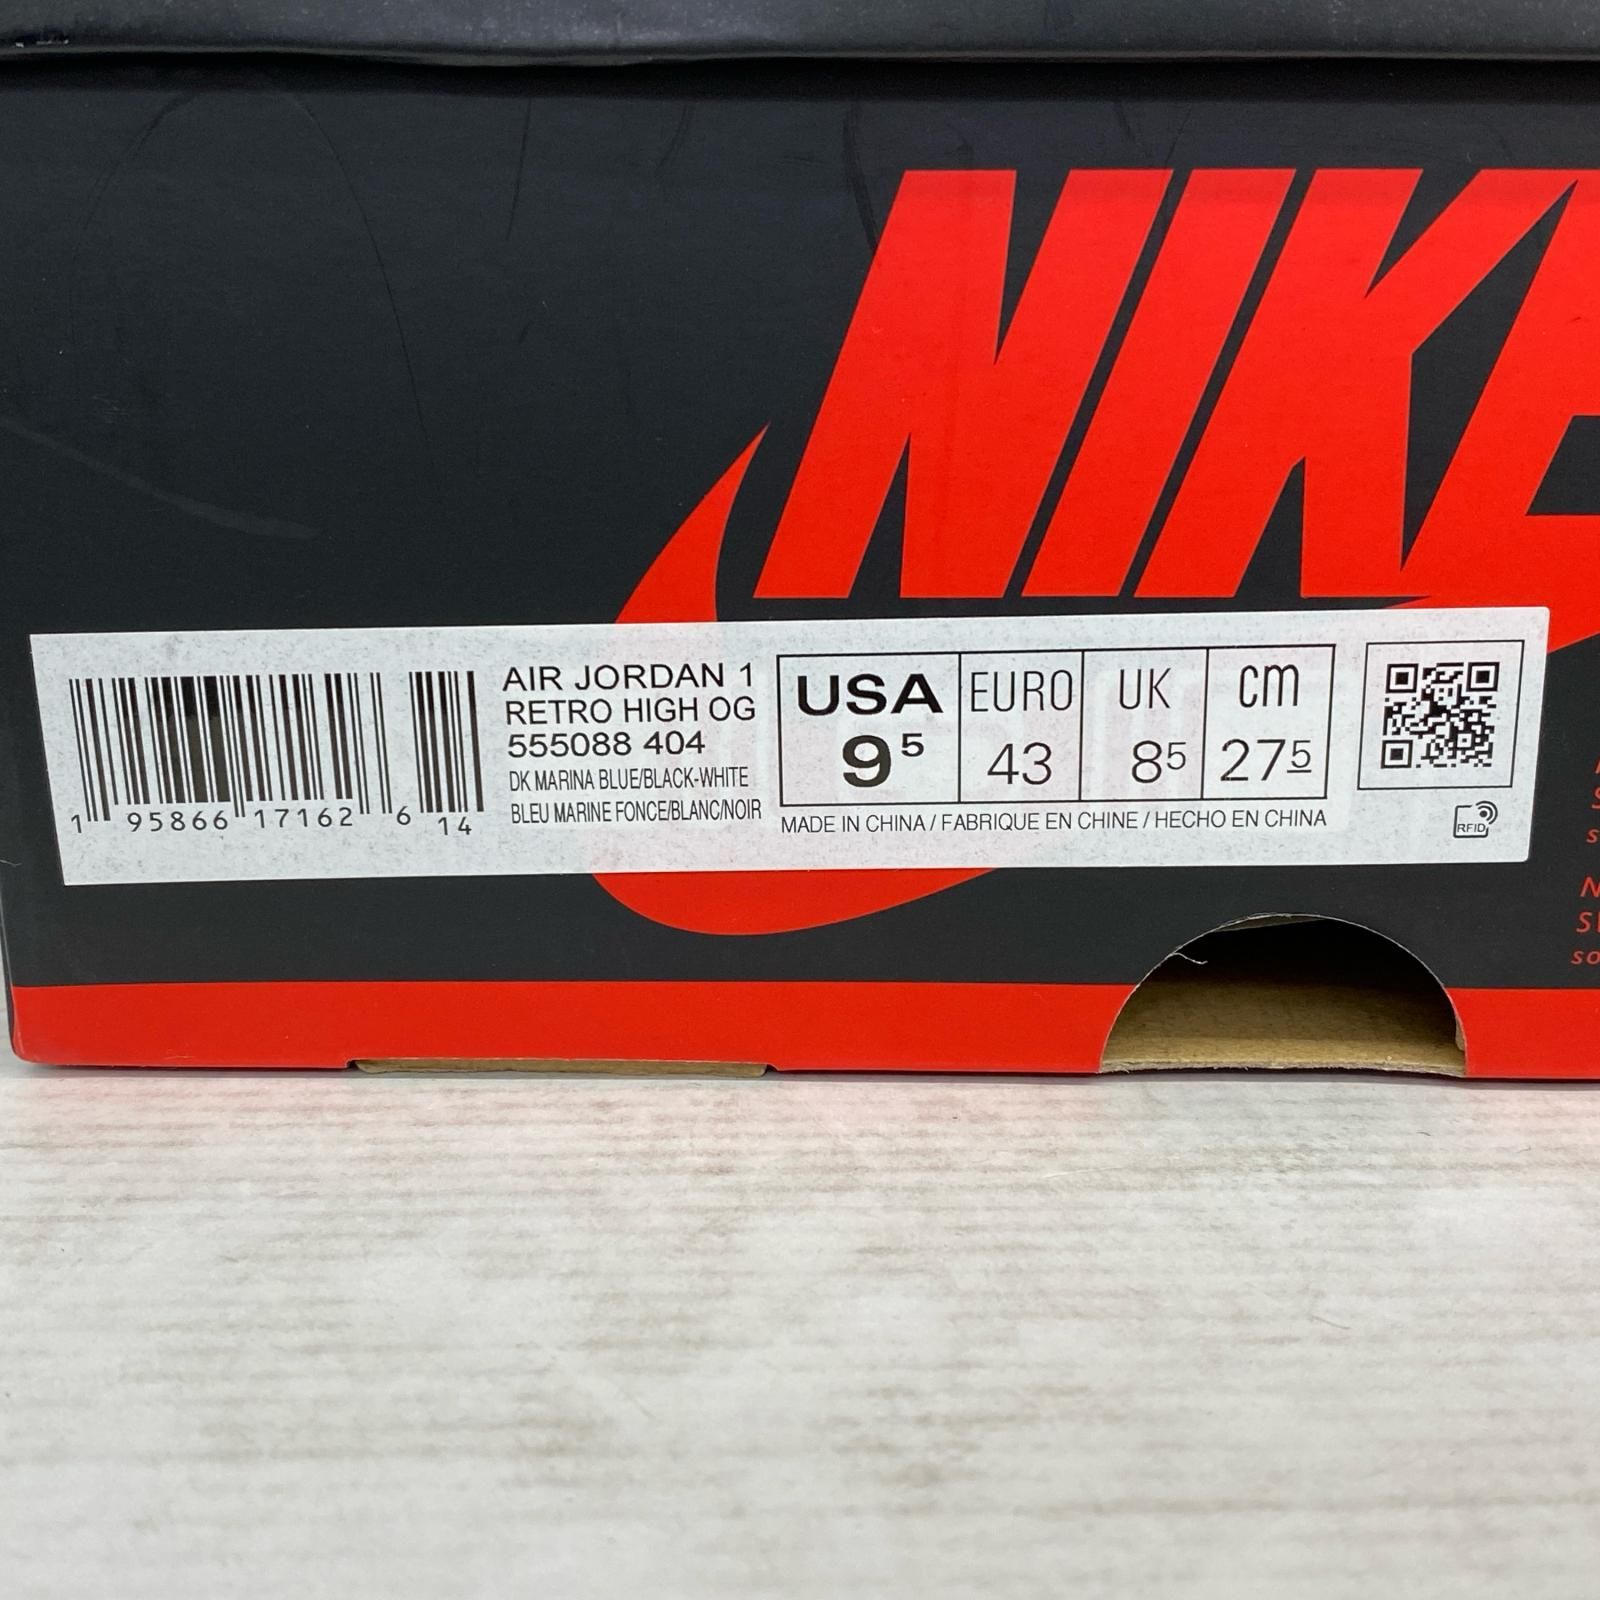 NIKE
AIR JORDAN 1
RETRO HIGH OG
555088 404
DK MARINA BLUE/BLACK-WHITE
BLEU MARINE FONCE/BLANC/NOIR
1 95866 17162 6 14
USA EURO UK cm
9⁵ 43 8⁵ 27⁵
MADE IN CHINA / FABRIQUE EN CHINE / HECHO EN CHINA
RFID